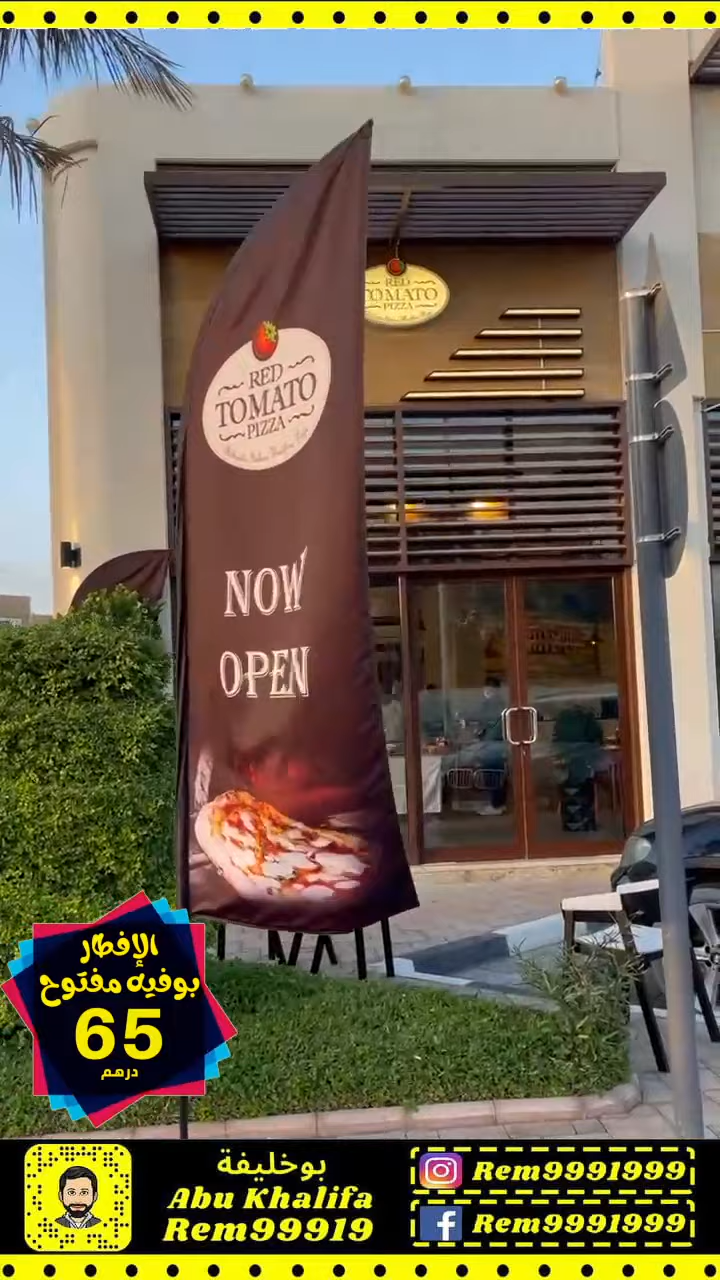 RED
TOMATO
PIZZA
RED
TOMATO
PIZZA
NOW
OPEN
الإفطار
بوفيه مفتوح
65
درهم
بوخليفة
Abu Khalifa
Rem99919
Rem9991999
Rem9991999